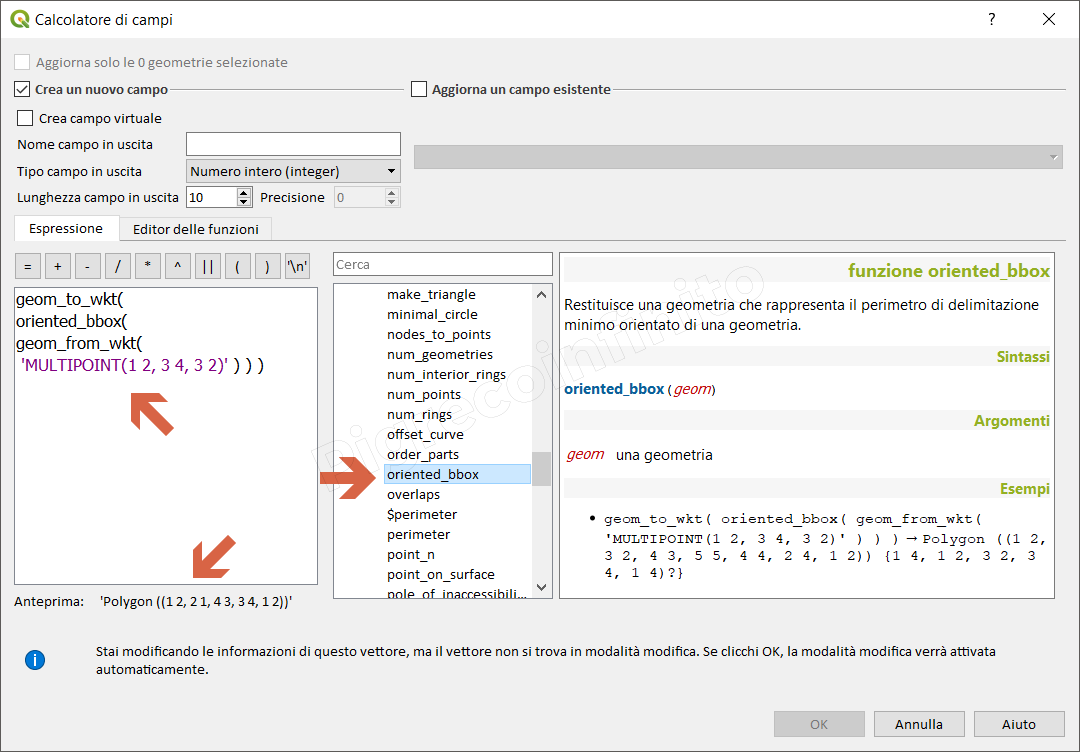 Calcolatore di campi
?
Aggiorna solo le 0 geometrie selezionate
Crea un nuovo campo
Aggiorna un campo esistente
Crea campo virtuale
Nome campo in uscita
Tipo campo in uscita
Numero intero (integer)
Lunghezza campo in uscita
10
Precisione
0
Espressione
Editor delle funzioni
=
+
-
/
*
^
||
(
)
'\n'
geom_to_wkt(
oriented_bbox(
geom_from_wkt(
'MULTIPOINT(1 2, 3 4, 3 2)' ) ) )
Anteprima:
'Polygon ((1 2, 2 1, 4 3, 3 4, 1 2))'
Cerca
make_triangle
minimal_circle
nodes_to_points
num_geometries
num_interior_rings
num_points
num_rings
offset_curve
order_parts
oriented_bbox
overlaps
$perimeter
perimeter
point_n
point_on_surface
pole_of_inaccessibili...
funzione oriented_bbox
Restituisce una geometria che rappresenta il perimetro di delimitazione
minimo orientato di una geometria.
Sintassi
oriented_bbox (geom)
Argomenti
geom una geometria
Esempi
• geom_to_wkt( oriented_bbox( geom_from_wkt(
'MULTIPOINT(1 2, 3 4, 3 2)' ) ) ) → Polygon ((1 2,
3 2, 4 3, 5 5, 4 4, 2 4, 1 2)) {1 4, 1 2, 3 2, 3
4, 1 4)?}
Pigrecoinfinito
Stai modificando le informazioni di questo vettore, ma il vettore non si trova in modalità modifica. Se clicchi OK, la modalità modifica verrà attivata
automaticamente.
OK
Annulla
Aiuto